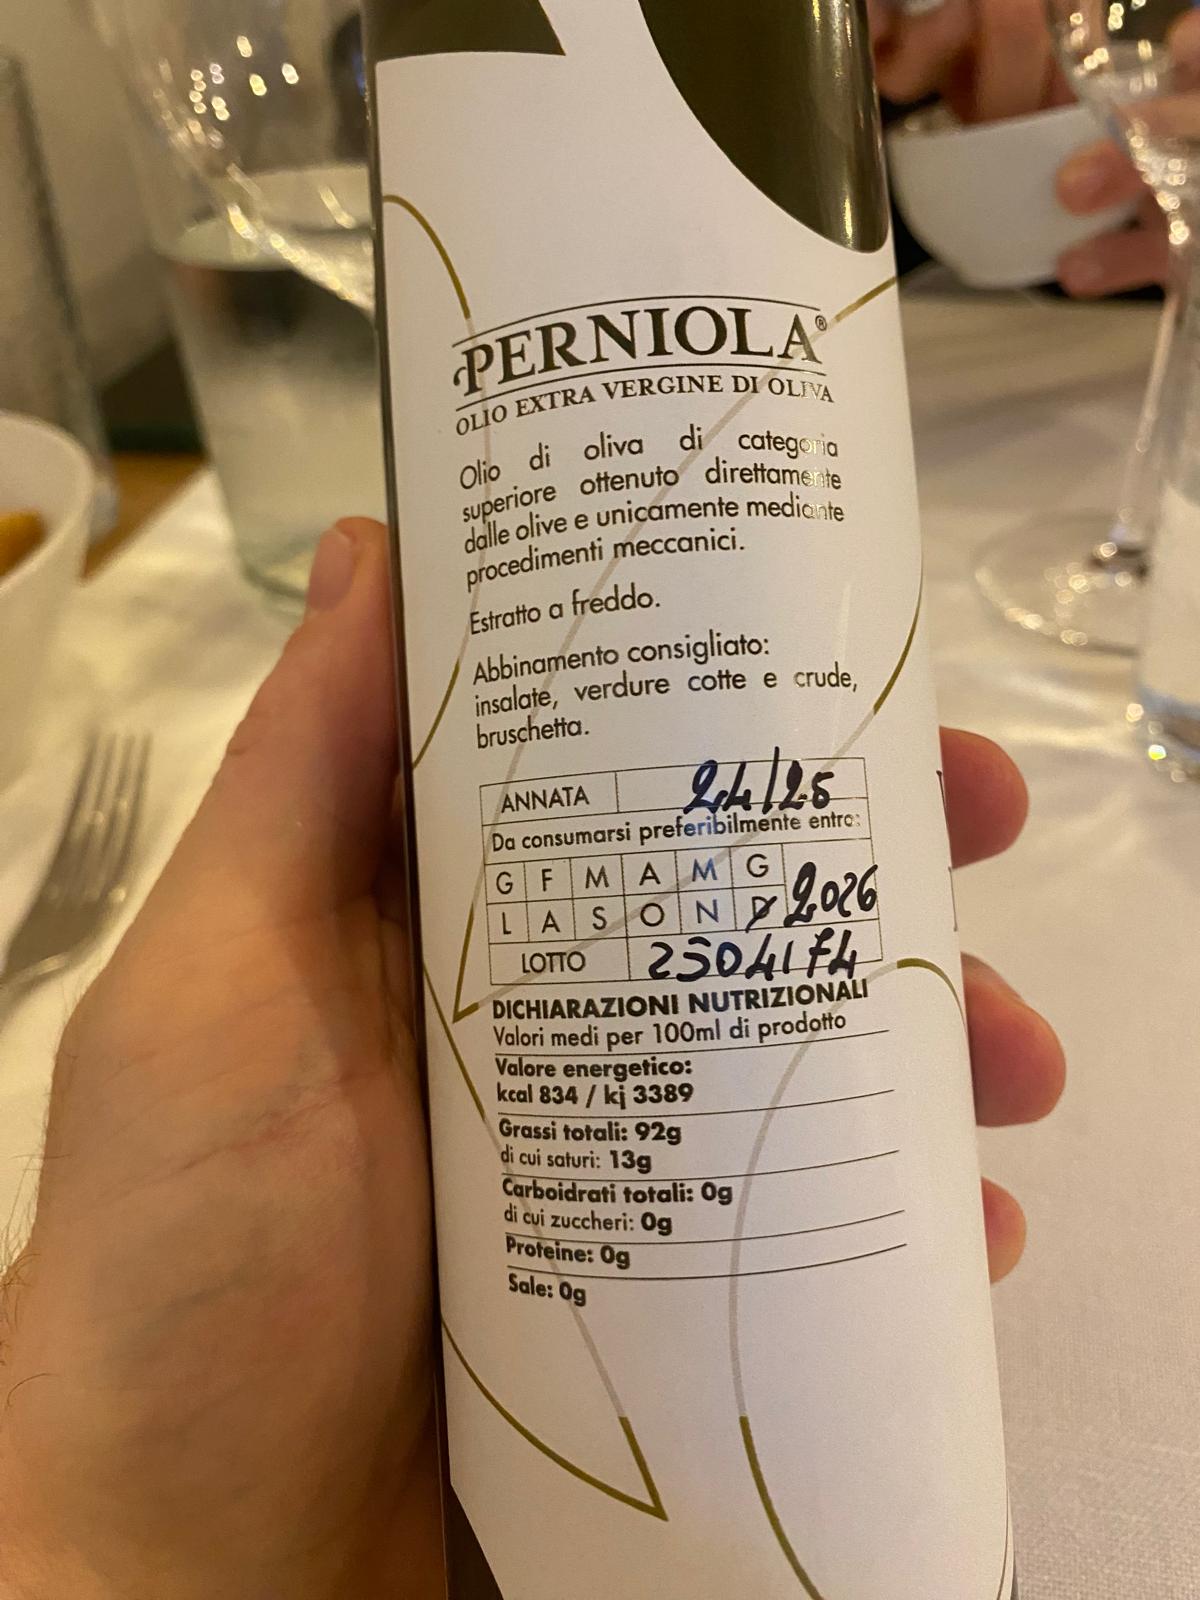 PERNIOLA®
OLIO EXTRA VERGINE DI OLIVA
Olio di oliva di categoria
superiore ottenuto direttamente
dalle olive e unicamente mediante
procedimenti meccanici.
Estratto a freddo.
Abbinamento consigliato:
insalate, verdure cotte e crude,
bruschetta.
ANNATA 24/25
Da consumarsi preferibilmente entro:
G F M A M G
L A S O N D 2026
LOTTO 25041F4
DICHIARAZIONI NUTRIZIONALI
Valori medi per 100ml di prodotto
Valore energetico:
kcal 834 / kj 3389
Grassi totali: 92g
di cui saturi: 13g
Carboidrati totali: 0g
di cui zuccheri: 0g
Proteine: 0g
Sale: 0g